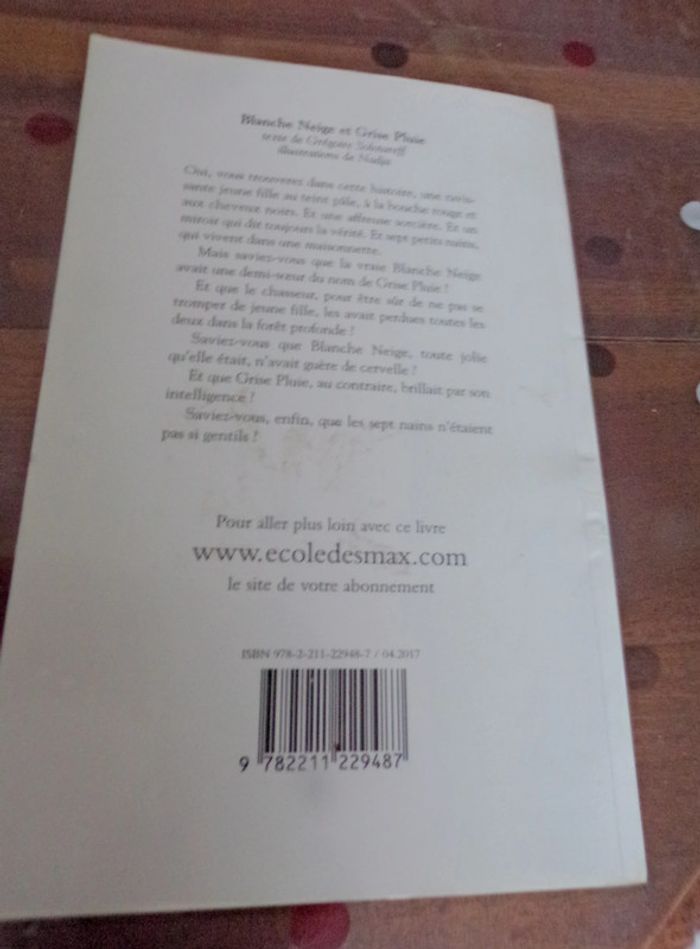 Blanche Neige et Grise Pluie
texte de Grégoire Solotareff
illustrations de Nadja
Oui, vous trouverez dans cette histoire, une ravis-
sante jeune fille au teint pâle, à la bouche rouge et
aux cheveux noirs. Et une affreuse sorcière. Et un
miroir qui dit toujours la vérité. Et sept petits nains,
qui vivent dans une maisonnette.
Mais saviez-vous que la vraie Blanche Neige
avait une demi-sœur du nom de Grise Pluie !
Et que le chasseur, pour être sûr de ne pas se
tromper de jeune fille, les avait perdues toutes les
deux dans la forêt profonde !
Saviez-vous que Blanche Neige, toute jolie
qu'elle était, n'avait guère de cervelle !
Et que Grise Pluie, au contraire, brillait par son
intelligence !
Saviez-vous, enfin, que les sept nains n'étaient
pas si gentils !
Pour aller plus loin avec ce livre
www.ecoledesmax.com
le site de votre abonnement
ISBN 978-2-211-22948-7 / 04.2017
9 782211 229487